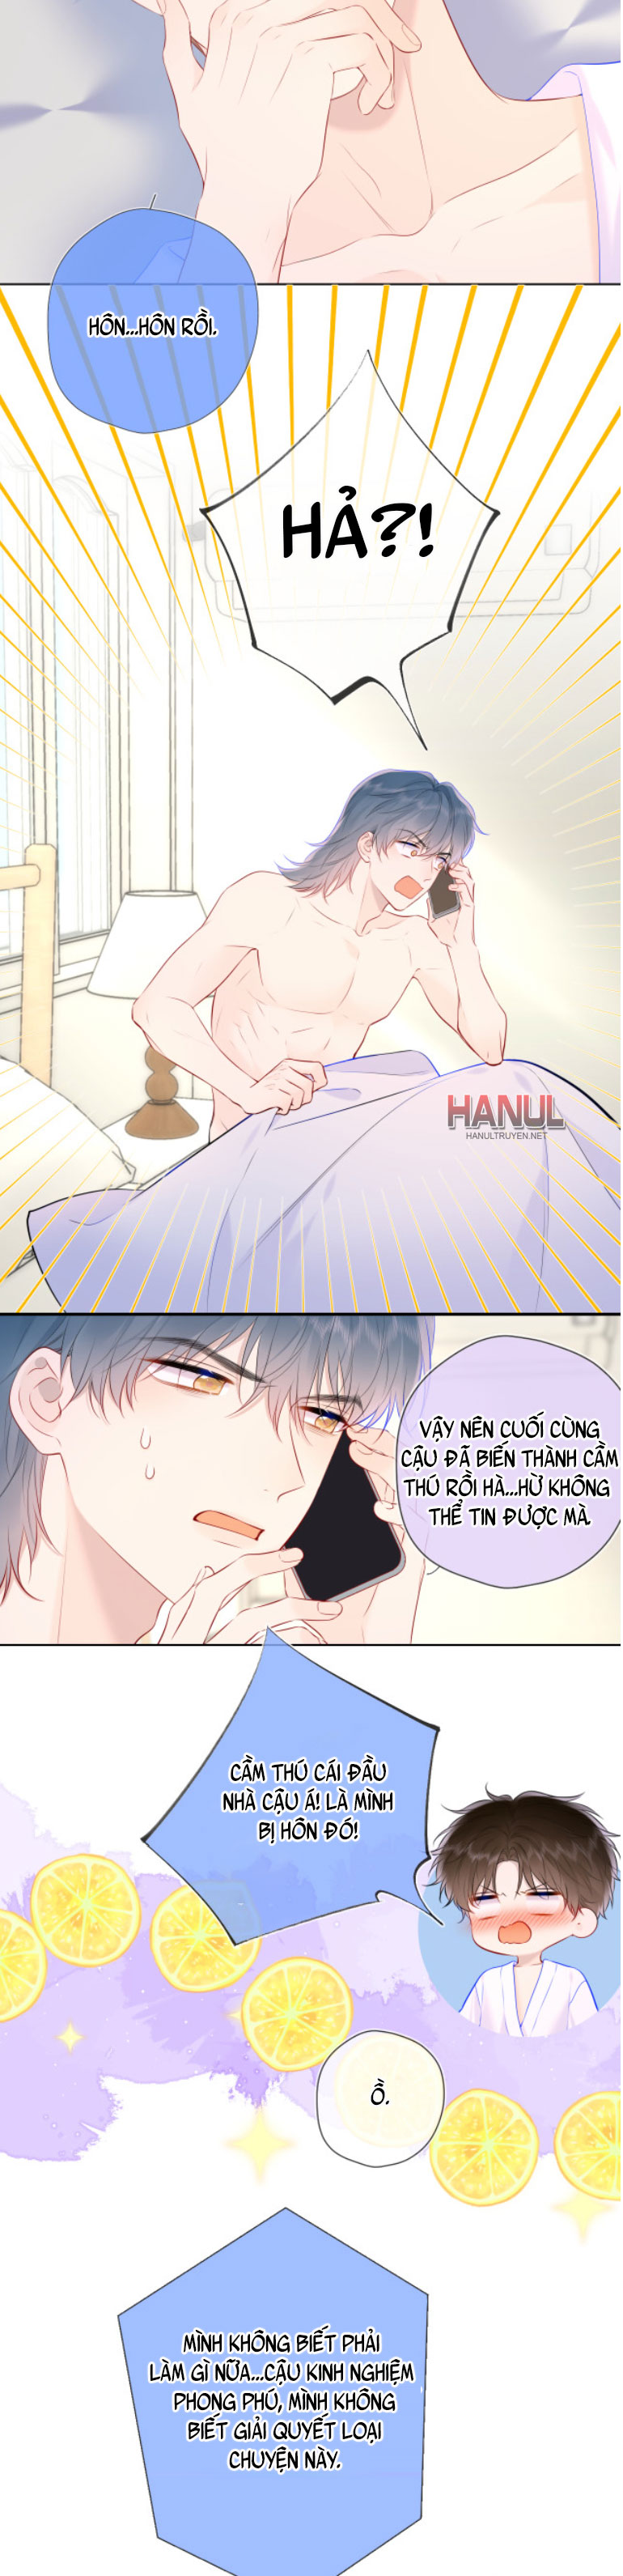 HÔN...HÔN RỒI.
HẢ?!
HANUL
HANULTRUYEN.NET
VẬY NÊN CUỐI CÙNG
CẬU ĐÃ BIẾN THÀNH CẦM
THÚ RỒI HẢ...HỪ KHÔNG
THỂ TIN ĐƯỢC MÀ.
CẦM THÚ CÁI ĐẦU
NHÀ CẬU Á! LÀ MÌNH
BỊ HÔN ĐÓ!
Ồ.
MÌNH KHÔNG BIẾT PHẢI
LÀM GÌ NỮA...CẬU KINH NGHIỆM
PHONG PHÚ, MÌNH KHÔNG
BIẾT GIẢI QUYẾT LOẠI
CHUYỆN NÀY.